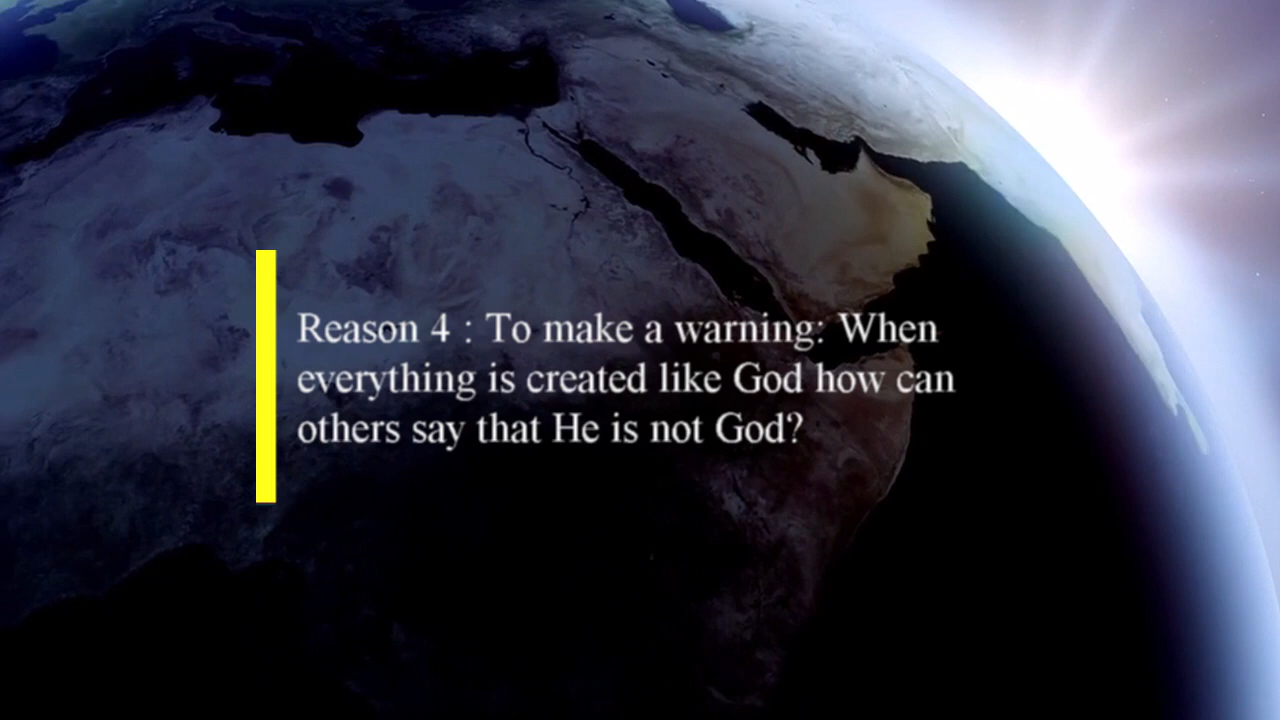 Reason 4 : To make a warning: When
everything is created like God how can
others say that He is not God?